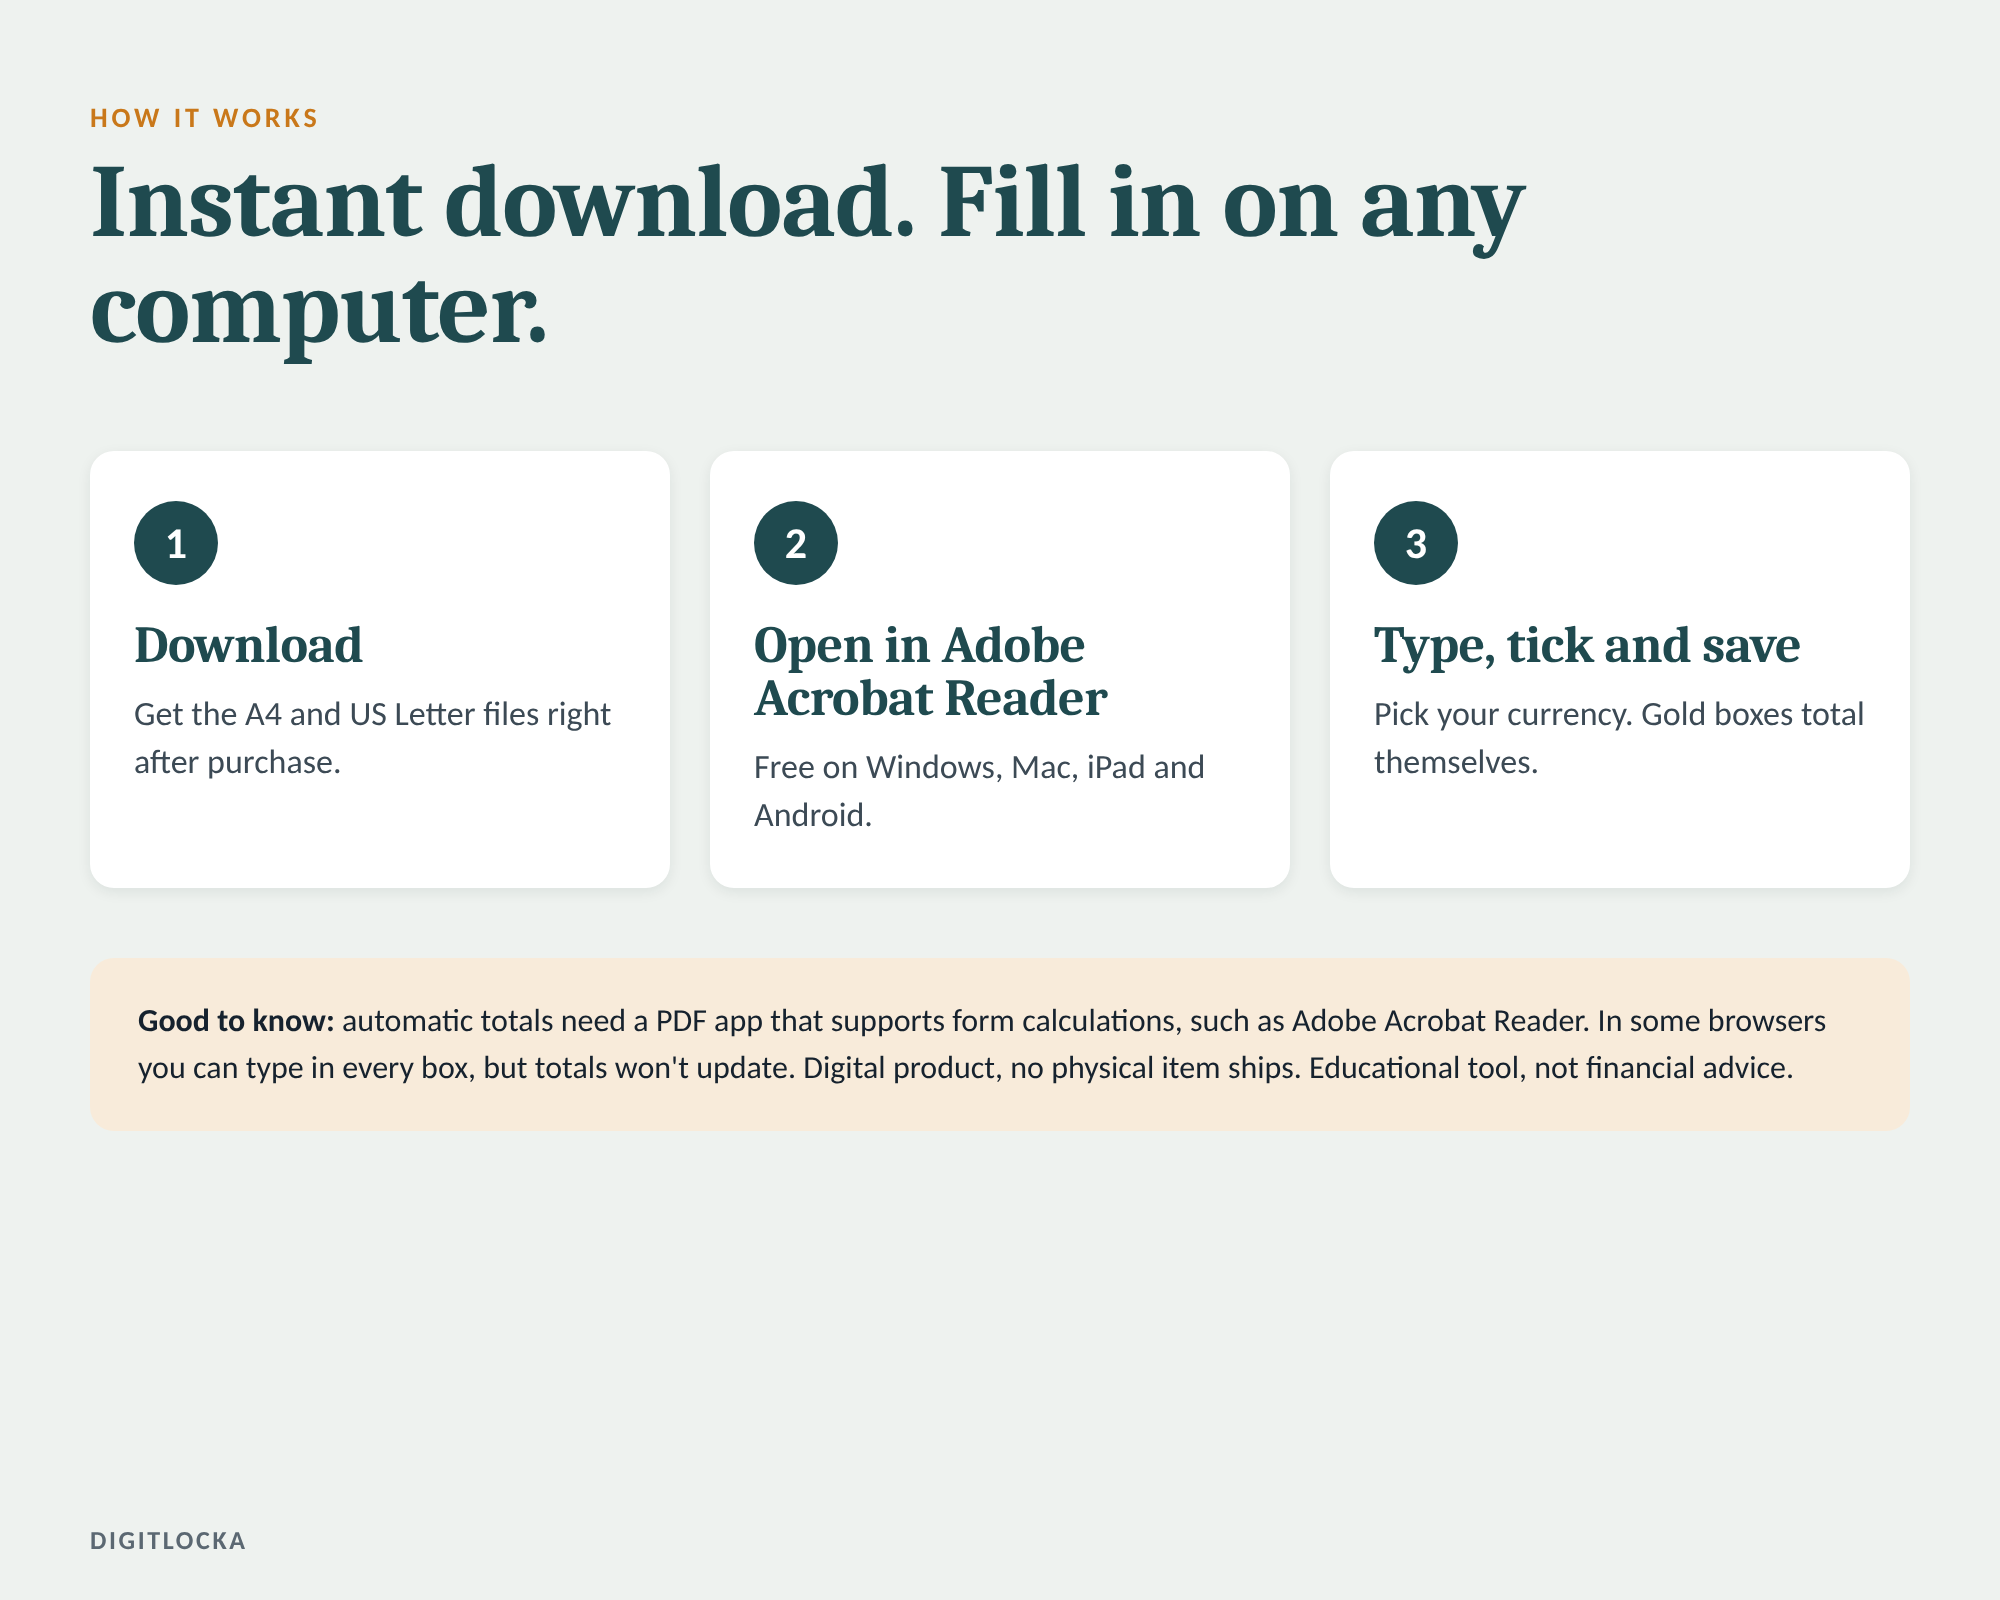 HOW IT WORKS
Instant download. Fill in on any
computer.
1
Download
Get the A4 and US Letter files right
after purchase.
2
Open in Adobe
Acrobat Reader
Free on Windows, Mac, iPad and
Android.
3
Type, tick and save
Pick your currency. Gold boxes total
themselves.
Good to know: automatic totals need a PDF app that supports form calculations, such as Adobe Acrobat Reader. In some browsers
you can type in every box, but totals won't update. Digital product, no physical item ships. Educational tool, not financial advice.
DIGITLOCKA